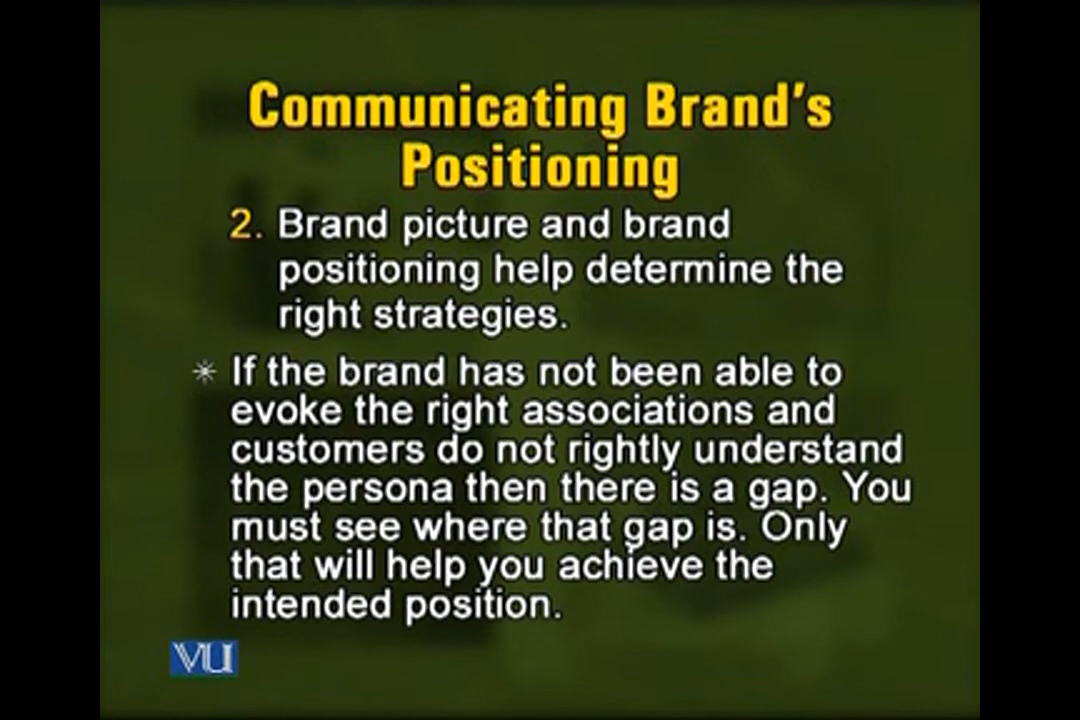 Communicating Brand's
Positioning
2. Brand picture and brand
positioning help determine the
right strategies.
✳ If the brand has not been able to
evoke the right associations and
customers do not rightly understand
the persona then there is a gap. You
must see where that gap is. Only
that will help you achieve the
intended position.
VU